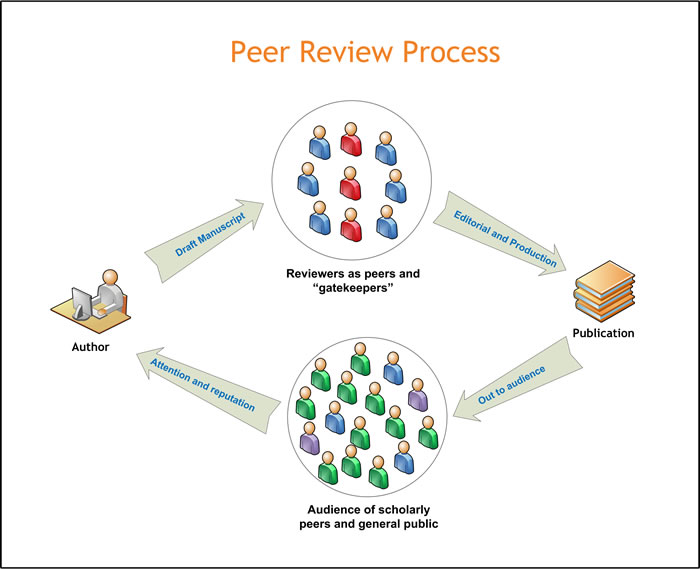 Peer Review Process
Draft Manuscript
Reviewers as peers and
“gatekeepers”
Editorial and Production
Publication
Out to audience
Audience of scholarly
peers and general public
Attention and reputation
Author